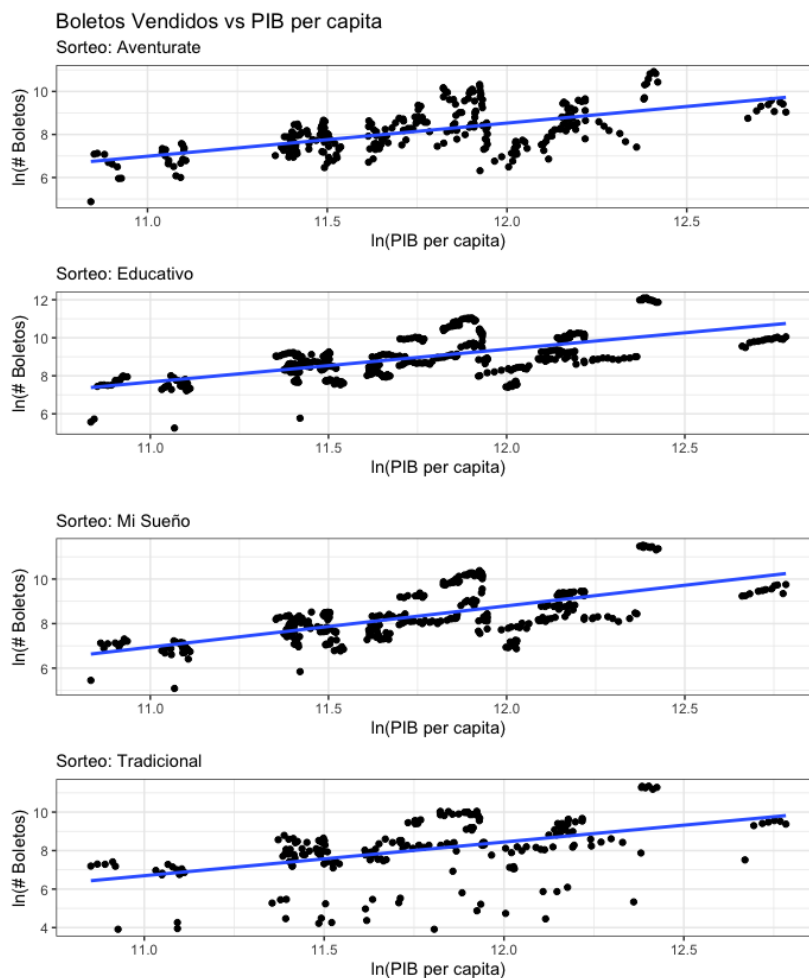 Boletos Vendidos vs PIB per capita
Sorteo: Aventurate
10
8
6
ln(# Boletos)
11.0 11.5 12.0 12.5
ln(PIB per capita)
Sorteo: Educativo
12
10
8
6
ln(# Boletos)
11.0 11.5 12.0 12.5
ln(PIB per capita)
Sorteo: Mi Sueño
10
8
6
ln(# Boletos)
11.0 11.5 12.0 12.5
ln(PIB per capita)
Sorteo: Tradicional
10
8
6
4
ln(# Boletos)
11.0 11.5 12.0 12.5
ln(PIB per capita)